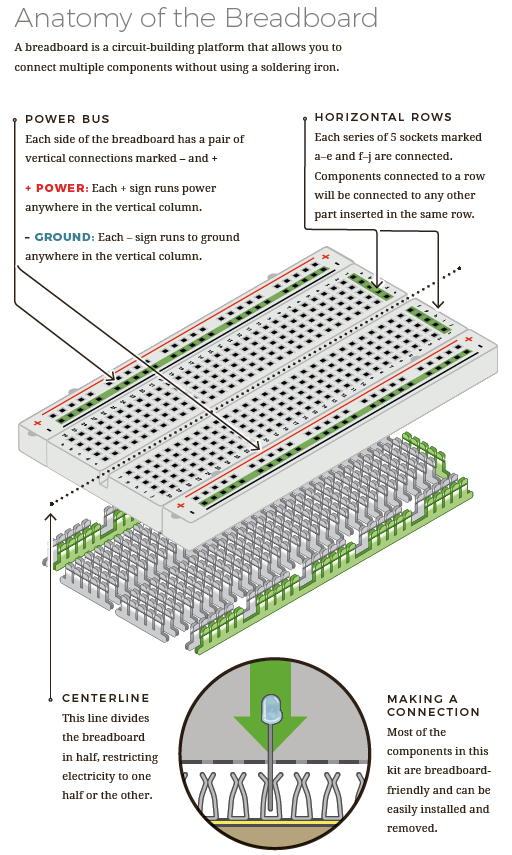 Anatomy of the Breadboard
A breadboard is a circuit-building platform that allows you to
connect multiple components without using a soldering iron.
POWER BUS
Each side of the breadboard has a pair of
vertical connections marked – and +
+ POWER: Each + sign runs power
anywhere in the vertical column.
– GROUND: Each – sign runs to ground
anywhere in the vertical column.
HORIZONTAL ROWS
Each series of 5 sockets marked
a–e and f–j are connected.
Components connected to a row
will be connected to any other
part inserted in the same row.
CENTERLINE
This line divides
the breadboard
in half, restricting
electricity to one
half or the other.
MAKING A
CONNECTION
Most of the
components in this
kit are breadboard-
friendly and can be
easily installed and
removed.